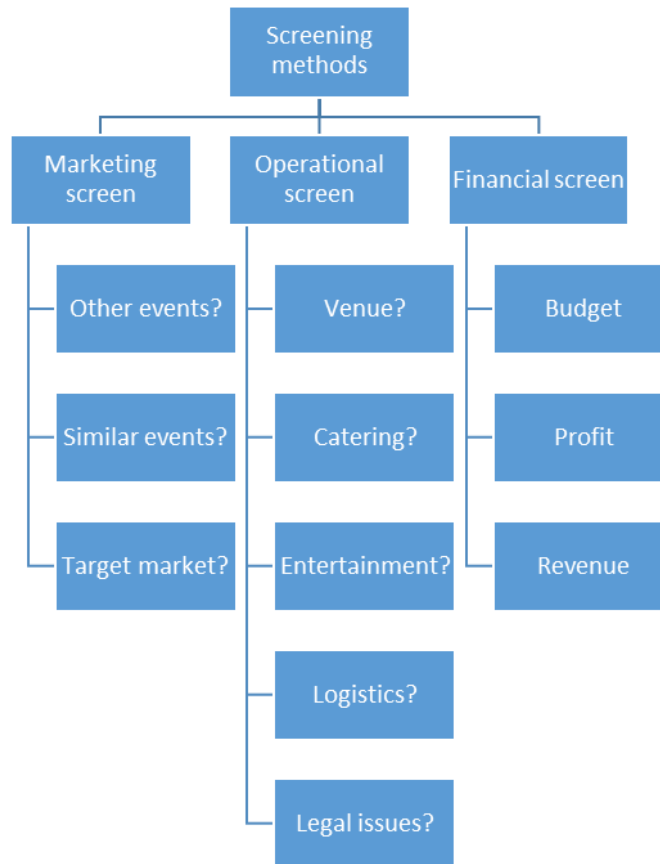 Screening
methods
Marketing
screen
Operational
screen
Financial screen
Other events?
Venue?
Budget
Similar events?
Catering?
Profit
Target market?
Entertainment?
Revenue
Logistics?
Legal issues?